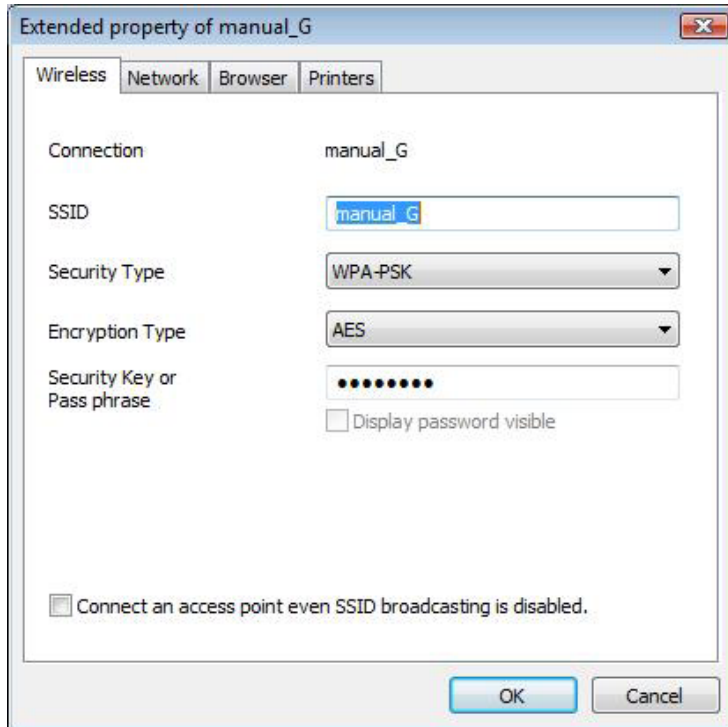 Extended property of manual_G
Wireless Network Browser Printers
Connection manual_G
SSID manual_G
Security Type WPA-PSK
Encryption Type AES
Security Key or
Pass phrase ●●●●●●●●
Display password visible
Connect an access point even SSID broadcasting is disabled.
OK Cancel